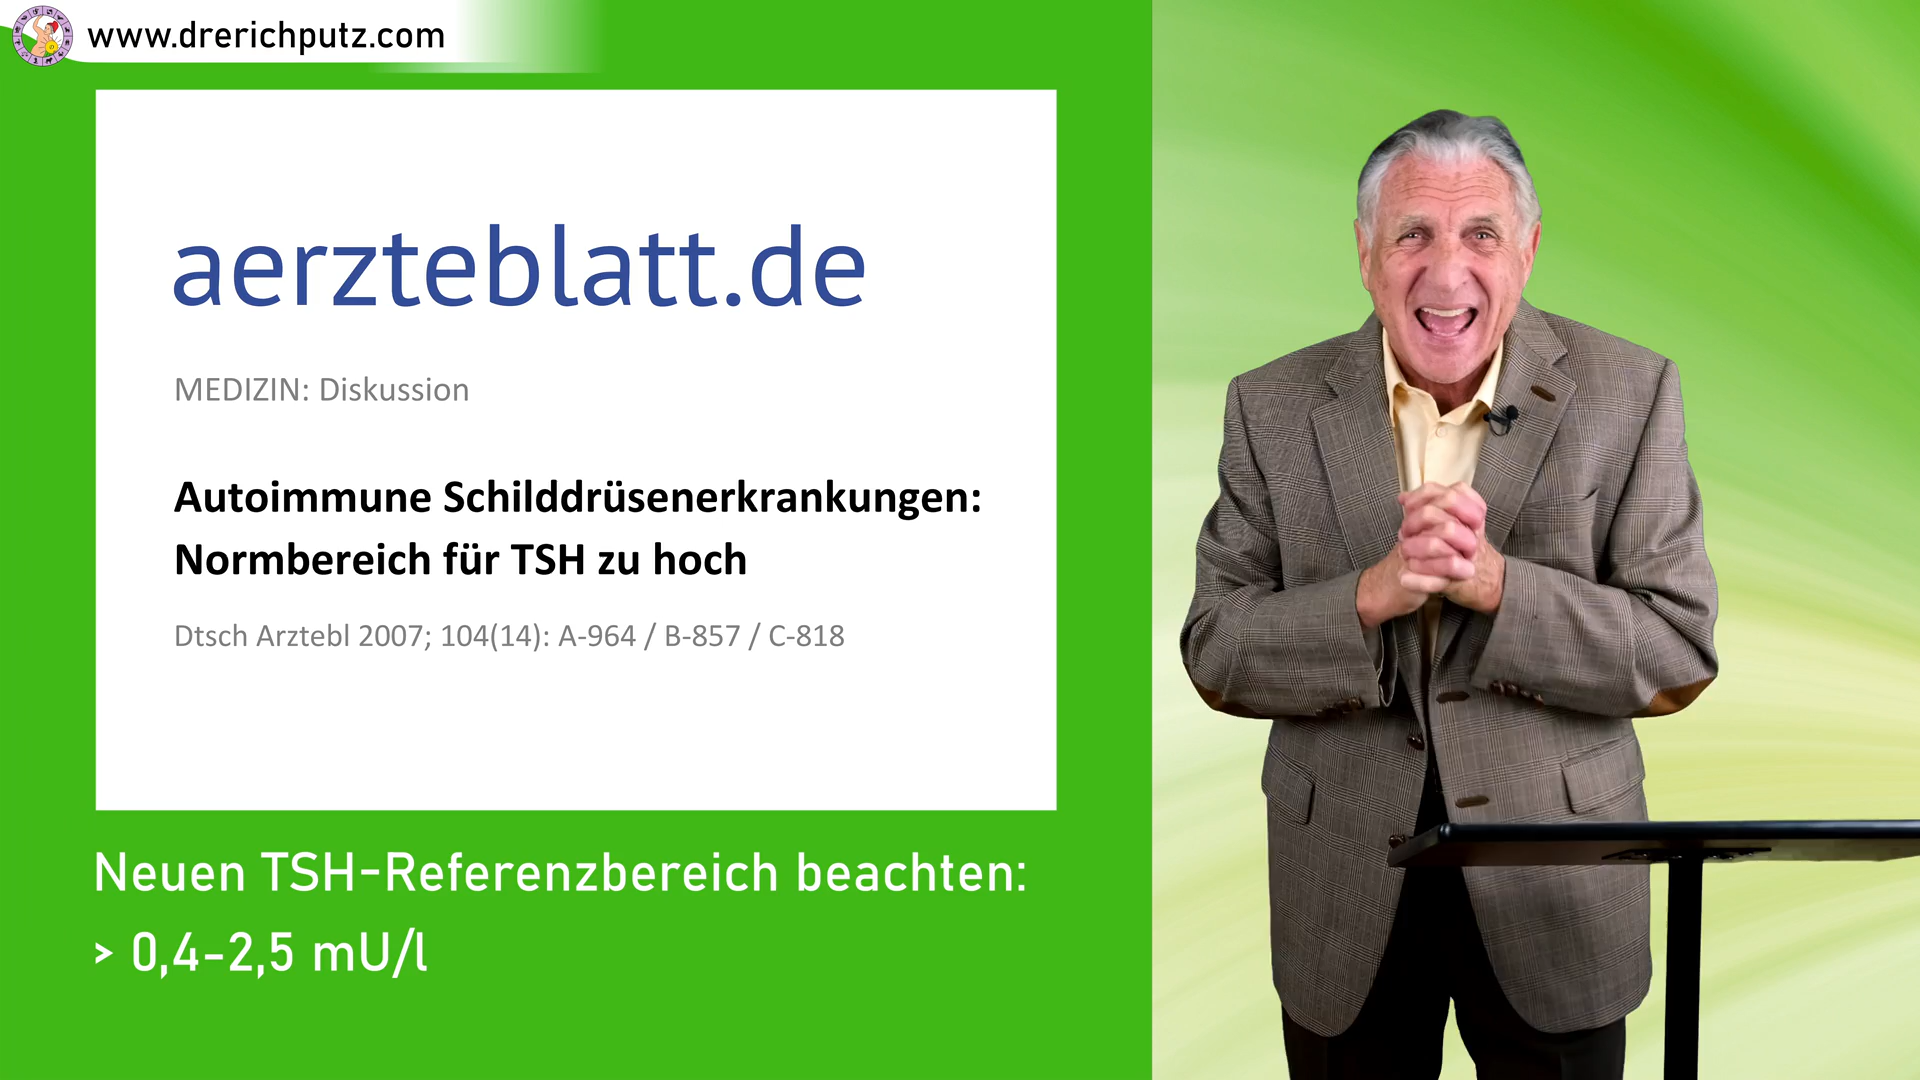 www.drerichputz.com
aerzteblatt.de
MEDIZIN: Diskussion
Autoimmune Schilddrüsenerkrankungen:
Normbereich für TSH zu hoch
Dtsch Arztebl 2007; 104(14): A-964 / B-857 / C-818
Neuen TSH-Referenzbereich beachten:
> 0,4-2,5 mU/l